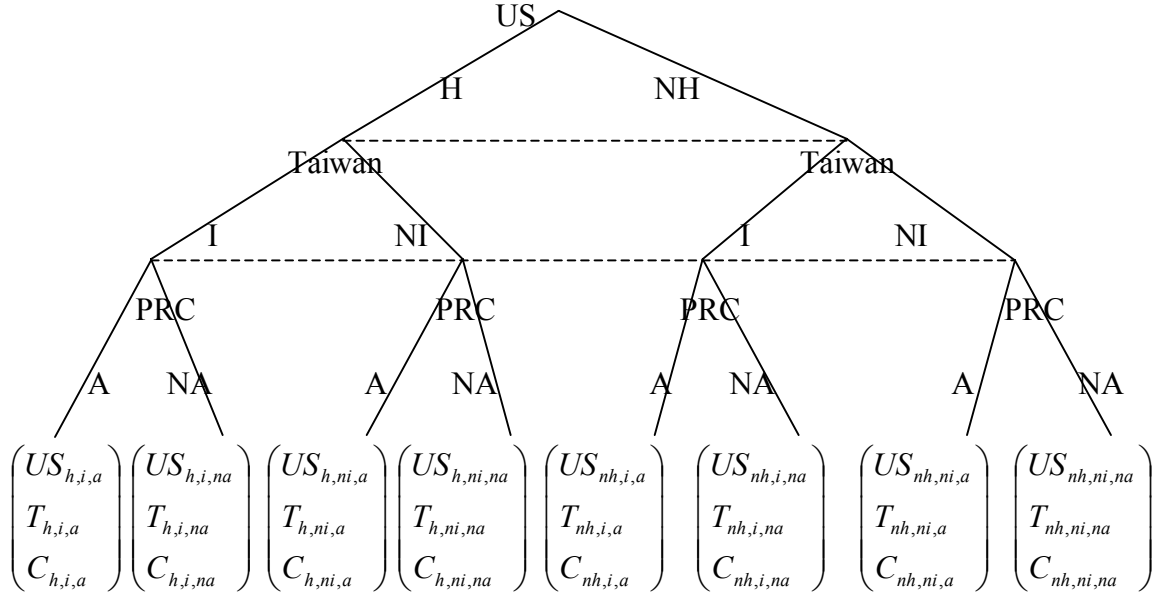 US
H NH
Taiwan Taiwan
I NI I NI
PRC PRC PRC PRC
A NA A NA A NA A NA
US_{h,i,a} US_{h,i,na} US_{h,ni,a} US_{h,ni,na} US_{nh,i,a} US_{nh,i,na} US_{nh,ni,a} US_{nh,ni,na}
T_{h,i,a} T_{h,i,na} T_{h,ni,a} T_{h,ni,na} T_{nh,i,a} T_{nh,i,na} T_{nh,ni,a} T_{nh,ni,na}
C_{h,i,a} C_{h,i,na} C_{h,ni,a} C_{h,ni,na} C_{nh,i,a} C_{nh,i,na} C_{nh,ni,a} C_{nh,ni,na}